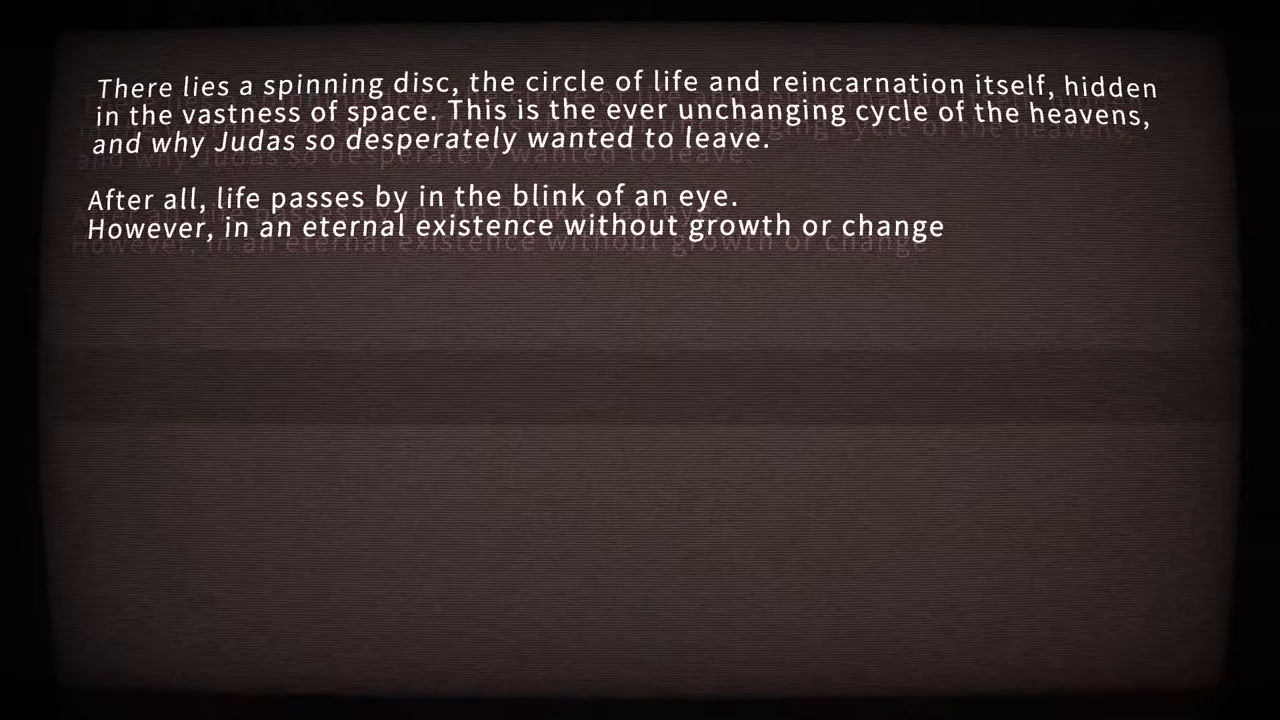 There lies a spinning disc, the circle of life and reincarnation itself, hidden
in the vastness of space. This is the ever unchanging cycle of the heavens,
and why Judas so desperately wanted to leave.
After all, life passes by in the blink of an eye.
However, in an eternal existence without growth or change